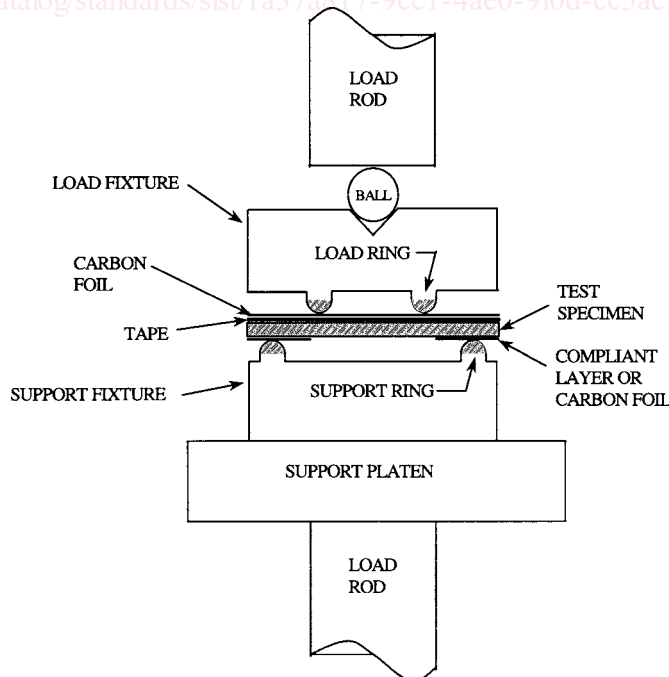 LOAD
ROD
LOAD FIXTURE
BALL
LOAD RING
CARBON
FOIL
TEST
SPECIMEN
TAPE
COMPLIANT
LAYER OR
CARBON FOIL
SUPPORT FIXTURE
SUPPORT RING
SUPPORT PLATEN
LOAD
ROD